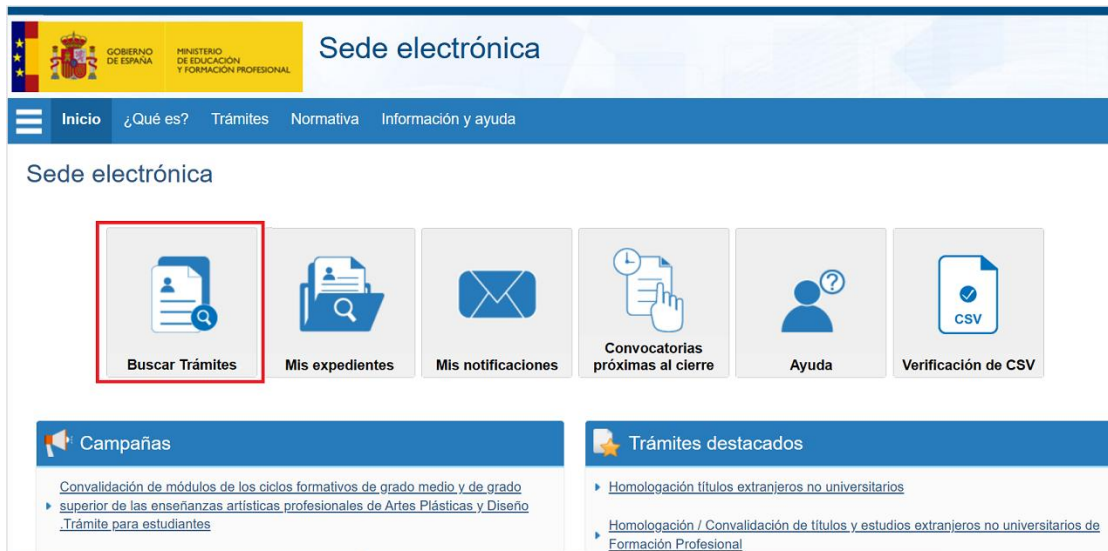 GOBIERNO
DE ESPAÑA
MINISTERIO
DE EDUCACIÓN
Y FORMACIÓN PROFESIONAL
Sede electrónica
Inicio ¿Qué es? Trámites Normativa Información y ayuda
Sede electrónica
Buscar Trámites
Mis expedientes
Mis notificaciones
Convocatorias
próximas al cierre
?
Ayuda
CSV
Verificación de CSV
Campañas
Convalidación de módulos de los ciclos formativos de grado medio y de grado
superior de las enseñanzas artísticas profesionales de Artes Plásticas y Diseño
.Trámite para estudiantes
Trámites destacados
Homologación títulos extranjeros no universitarios
Homologación / Convalidación de títulos y estudios extranjeros no universitarios de
Formación Profesional